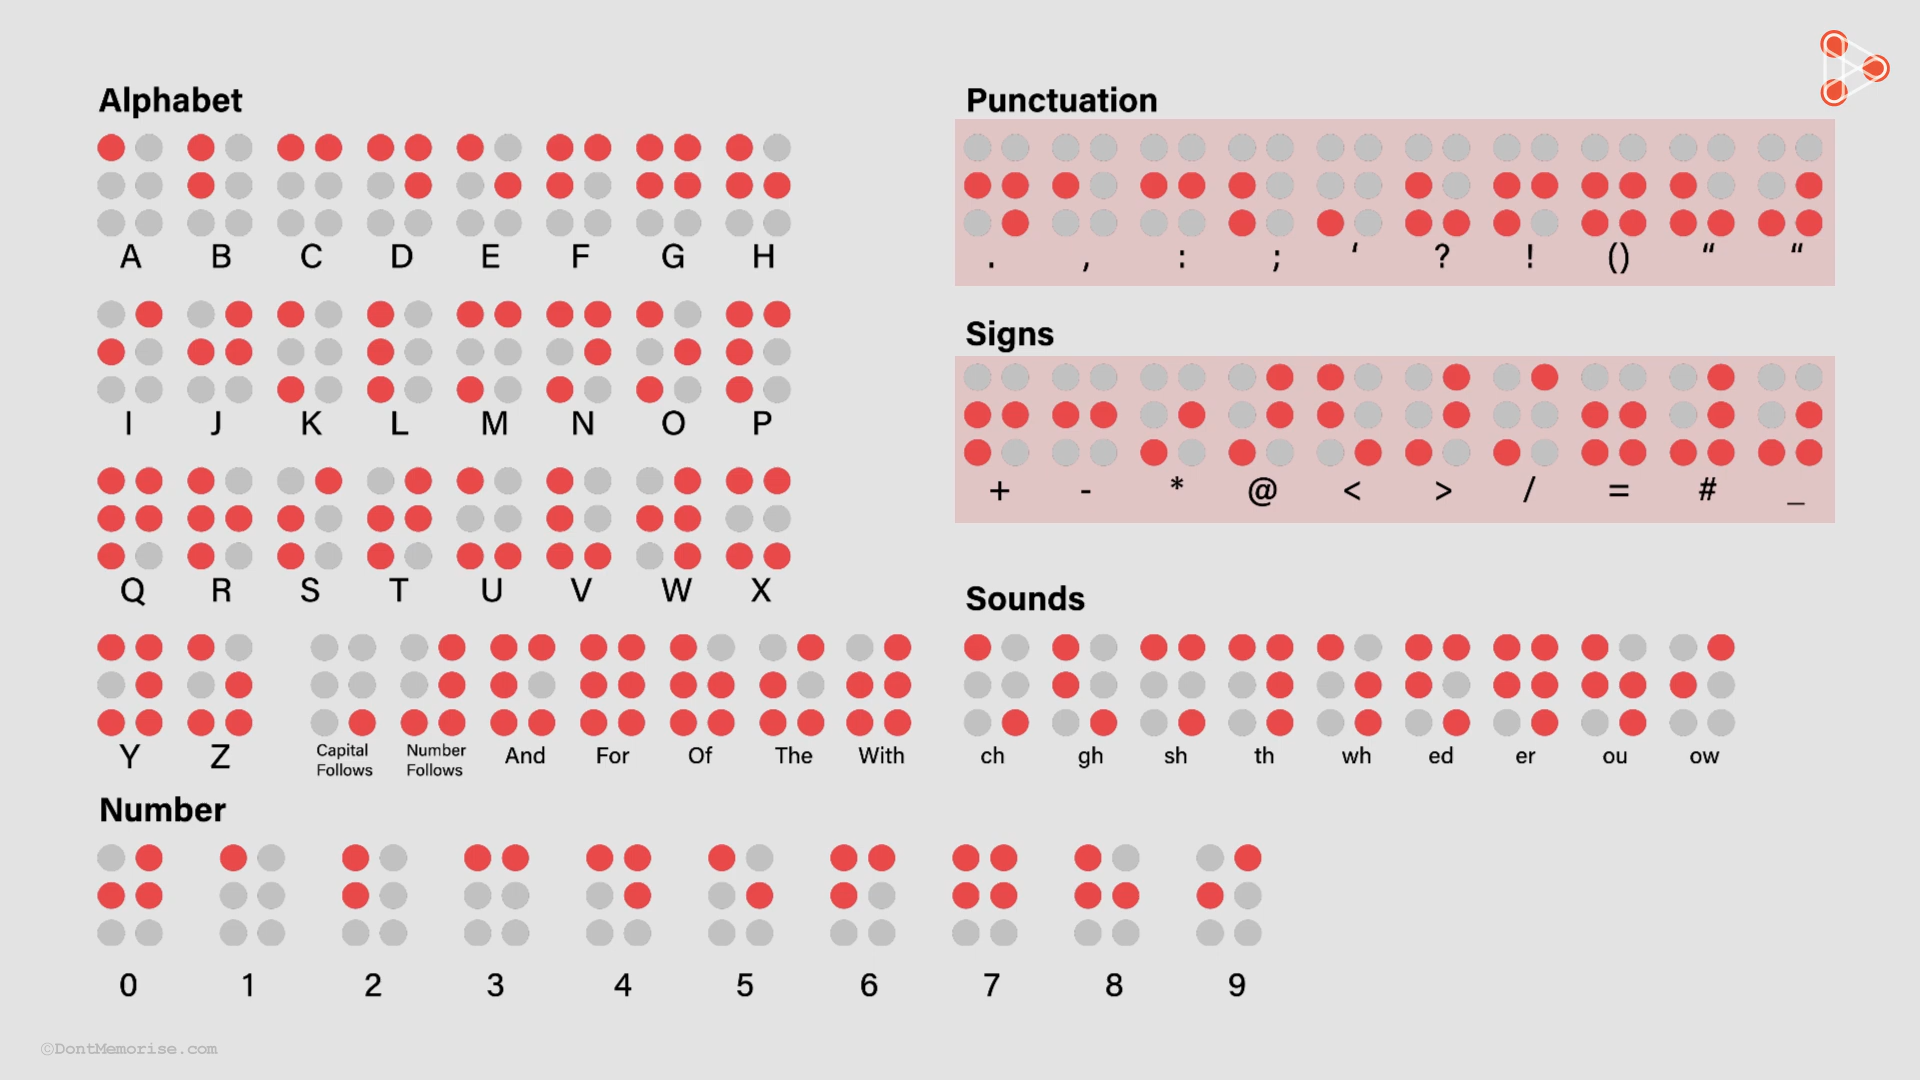 Alphabet
A B C D E F G H
I J K L M N O P
Q R S T U V W X
Y Z Capital Follows Number Follows And For Of The With
Number
0 1 2 3 4 5 6 7 8 9
Punctuation
. , : ; ‘ ? ! () “ “
Signs
+ - * @ < > / = # _
Sounds
ch gh sh th wh ed er ou ow
©DontMemorise.com